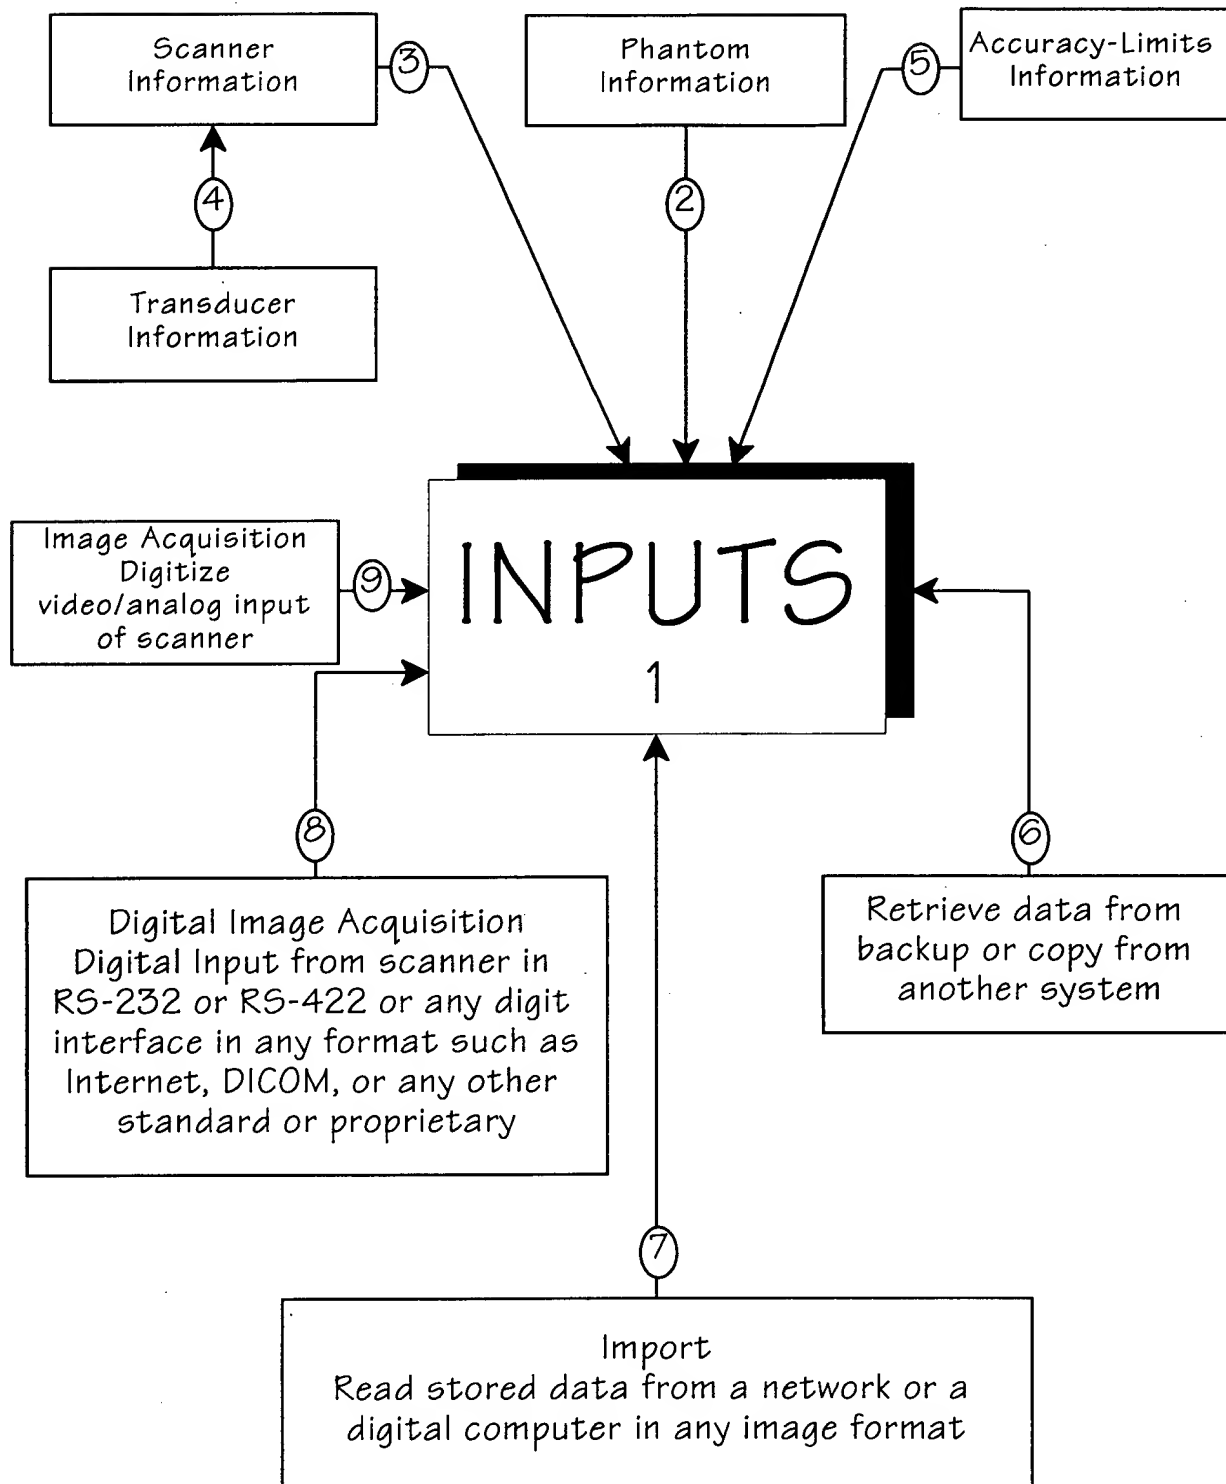 Scanner
Information
3
Phantom
Information
5
Accuracy-Limits
Information
4
2
Transducer
Information
Image Acquisition
Digitize
video/analog input
of scanner
9
INPUTS
1
8
6
Digital Image Acquisition
Digital Input from scanner in
RS-232 or RS-422 or any digit
interface in any format such as
Internet, DICOM, or any other
standard or proprietary
Retrieve data from
backup or copy from
another system
7
Import
Read stored data from a network or a
digital computer in any image format